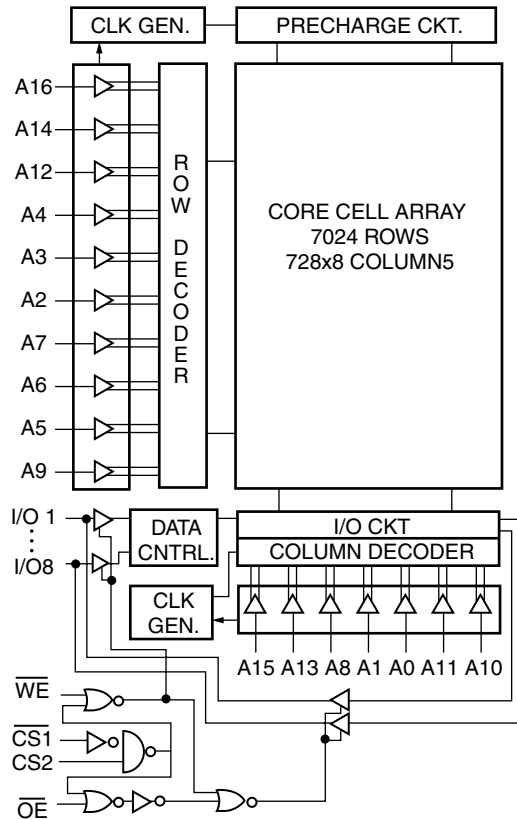 CLK GEN.
PRECHARGE CKT.
A16
A14
A12
A4
A3
A2
A7
A6
A5
A9
ROW DECODER
CORE CELL ARRAY
7024 ROWS
728x8 COLUMN5
I/O 1
I/O8
DATA
CNTRL.
I/O CKT
COLUMN DECODER
CLK
GEN.
A15 A13 A8 A1 A0 A11 A10
WE
CS1
CS2
OE